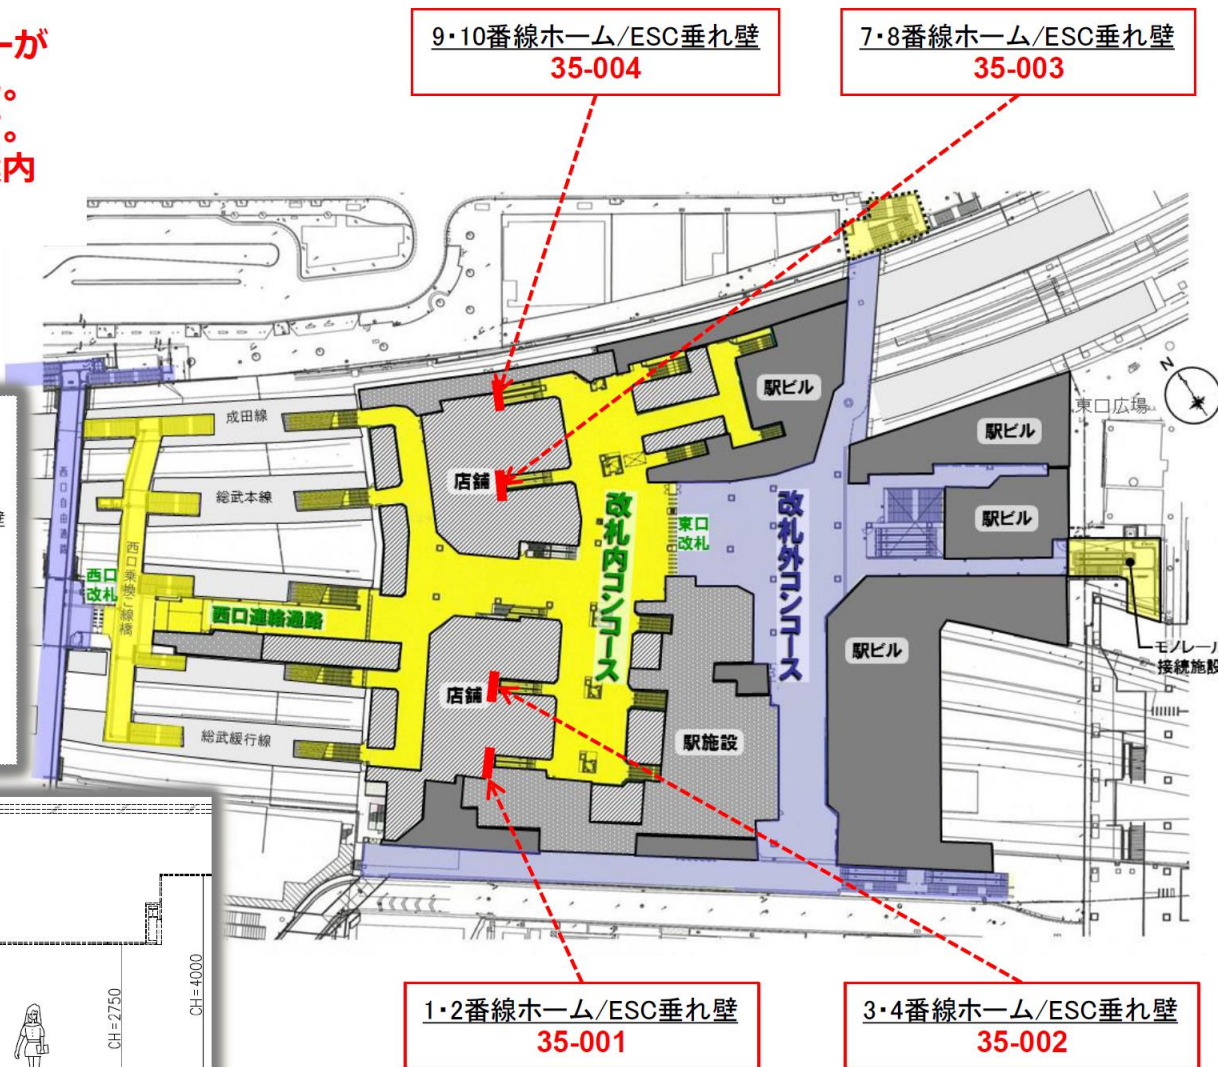 ーが
。
。
内
9・10番線ホーム/ESC垂れ壁
35-004
7・8番線ホーム/ESC垂れ壁
35-003
N
東口広場
駅ビル
駅ビル
駅ビル
駅ビル
成田線
総武本線
総武緩行線
西口自由通路
西口乗換こ線橋
西口
改札
西口連絡通路
店舗
店舗
改札内コンコース
東口
改札
改札外コンコース
駅施設
モノレール
接続施設
壁
CH=2750
CH=4000
1・2番線ホーム/ESC垂れ壁
35-001
3・4番線ホーム/ESC垂れ壁
35-002